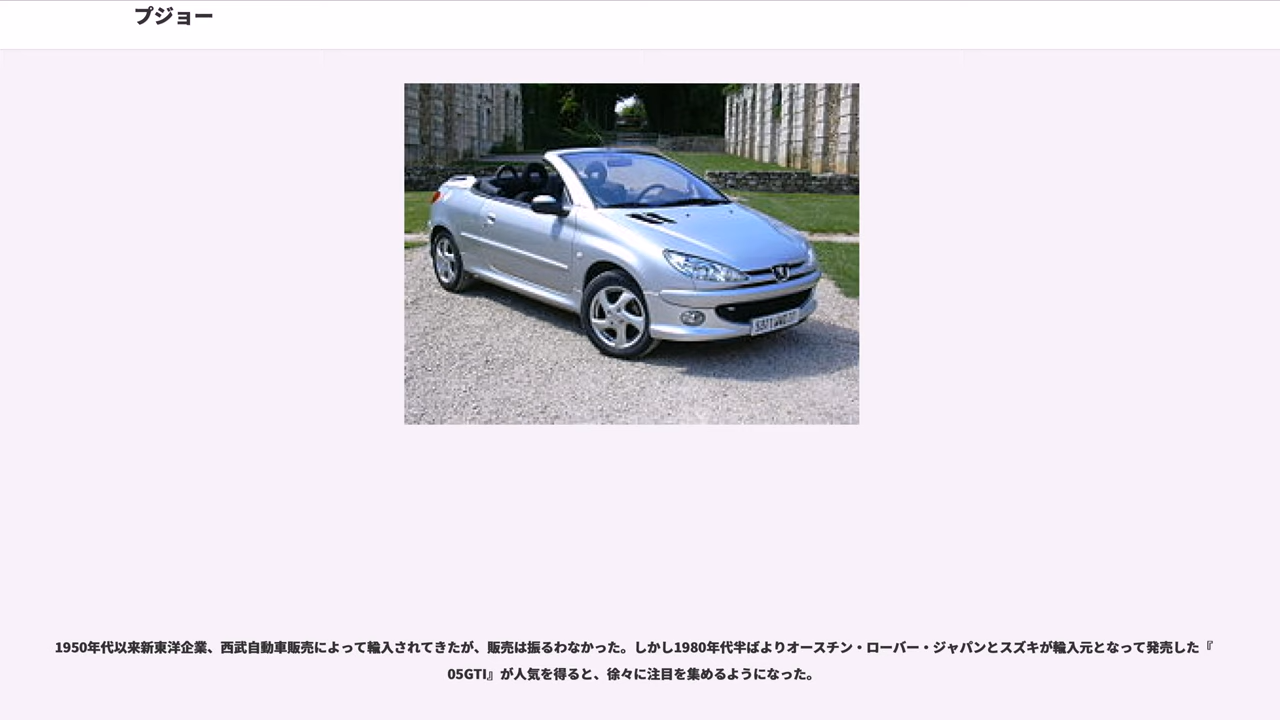 プジョー
1950年代以来新東洋企業、西武自動車販売によって輸入されてきたが、販売は振るわなかった。しかし1980年代半ばよりオースチン・ローバー・ジャパンとスズキが輸入元となって発売した『
05GTI』が人気を得ると、徐々に注目を集めるようになった。